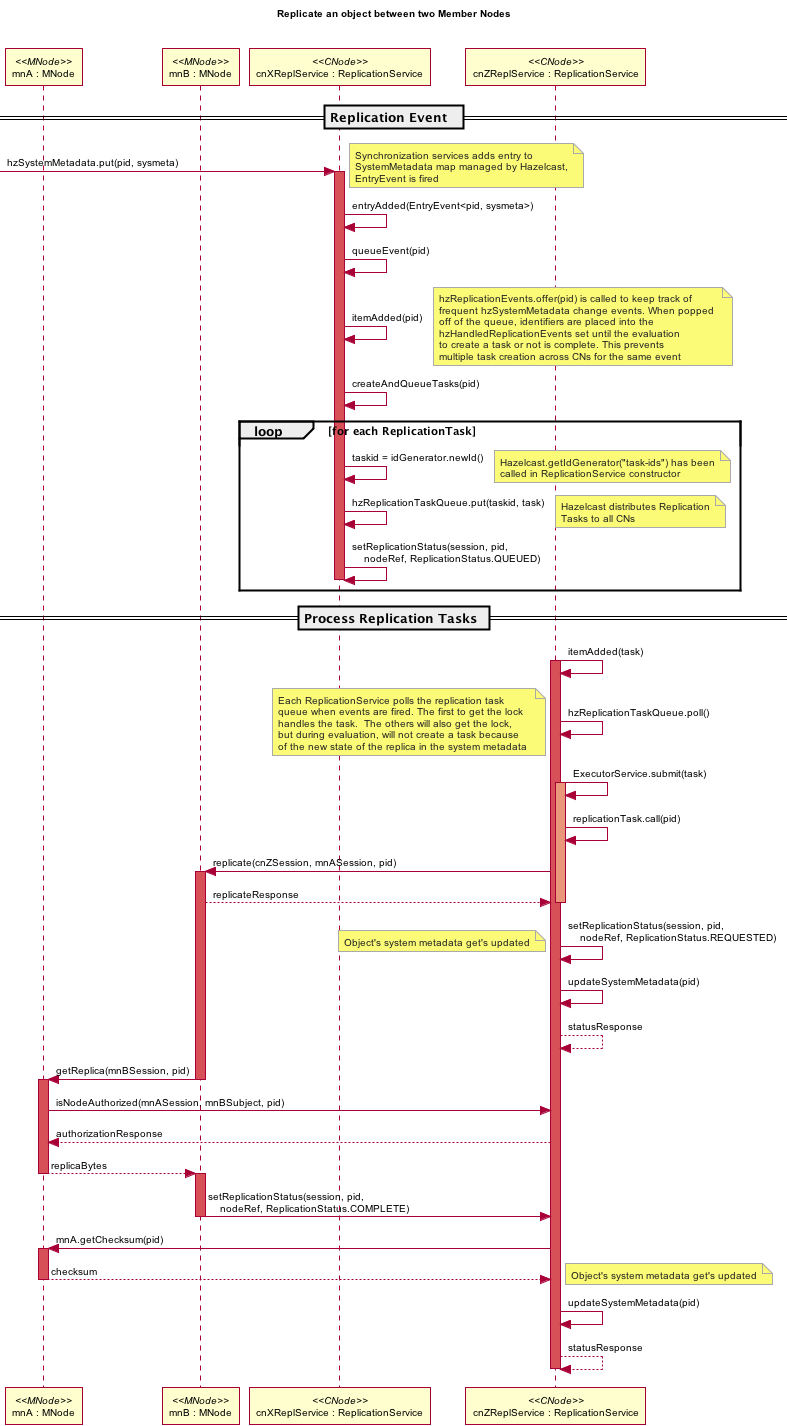 Replicate an object between two Member Nodes
<<MNode>>
mnA : MNode
<<MNode>>
mnB : MNode
<<CNode>>
cnXReplService : ReplicationService
<<CNode>>
cnZReplService : ReplicationService
Replication Event
hzSystemMetadata.put(pid, sysmeta)
Synchronization services adds entry to
SystemMetadata map managed by Hazelcast,
EntryEvent is fired
entryAdded(EntryEvent<pid, sysmeta>)
queueEvent(pid)
itemAdded(pid)
hzReplicationEvents.offer(pid) is called to keep track of
frequent hzSystemMetadata change events. When popped
off of the queue, identifiers are placed into the
hzHandledReplicationEvents set until the evaluation
to create a task or not is complete. This prevents
multiple task creation across CNs for the same event
createAndQueueTasks(pid)
loop
[for each ReplicationTask]
taskid = idGenerator.newId()
Hazelcast.getIdGenerator("task-ids") has been
called in ReplicationService constructor
hzReplicationTaskQueue.put(taskid, task)
Hazelcast distributes Replication
Tasks to all CNs
setReplicationStatus(session, pid,
nodeRef, ReplicationStatus.QUEUED)
Process Replication Tasks
itemAdded(task)
Each ReplicationService polls the replication task
queue when events are fired. The first to get the lock
handles the task.  The others will also get the lock,
but during evaluation, will not create a task because
of the new state of the replica in the system metadata
hzReplicationTaskQueue.poll()
ExecutorService.submit(task)
replicationTask.call(pid)
replicate(cnZSession, mnASession, pid)
replicateResponse
setReplicationStatus(session, pid,
nodeRef, ReplicationStatus.REQUESTED)
Object's system metadata get's updated
updateSystemMetadata(pid)
statusResponse
getReplica(mnBSession, pid)
isNodeAuthorized(mnASession, mnBSubject, pid)
authorizationResponse
replicaBytes
setReplicationStatus(session, pid,
nodeRef, ReplicationStatus.COMPLETE)
mnA.getChecksum(pid)
checksum
Object's system metadata get's updated
updateSystemMetadata(pid)
statusResponse
<<MNode>>
mnA : MNode
<<MNode>>
mnB : MNode
<<CNode>>
cnXReplService : ReplicationService
<<CNode>>
cnZReplService : ReplicationService